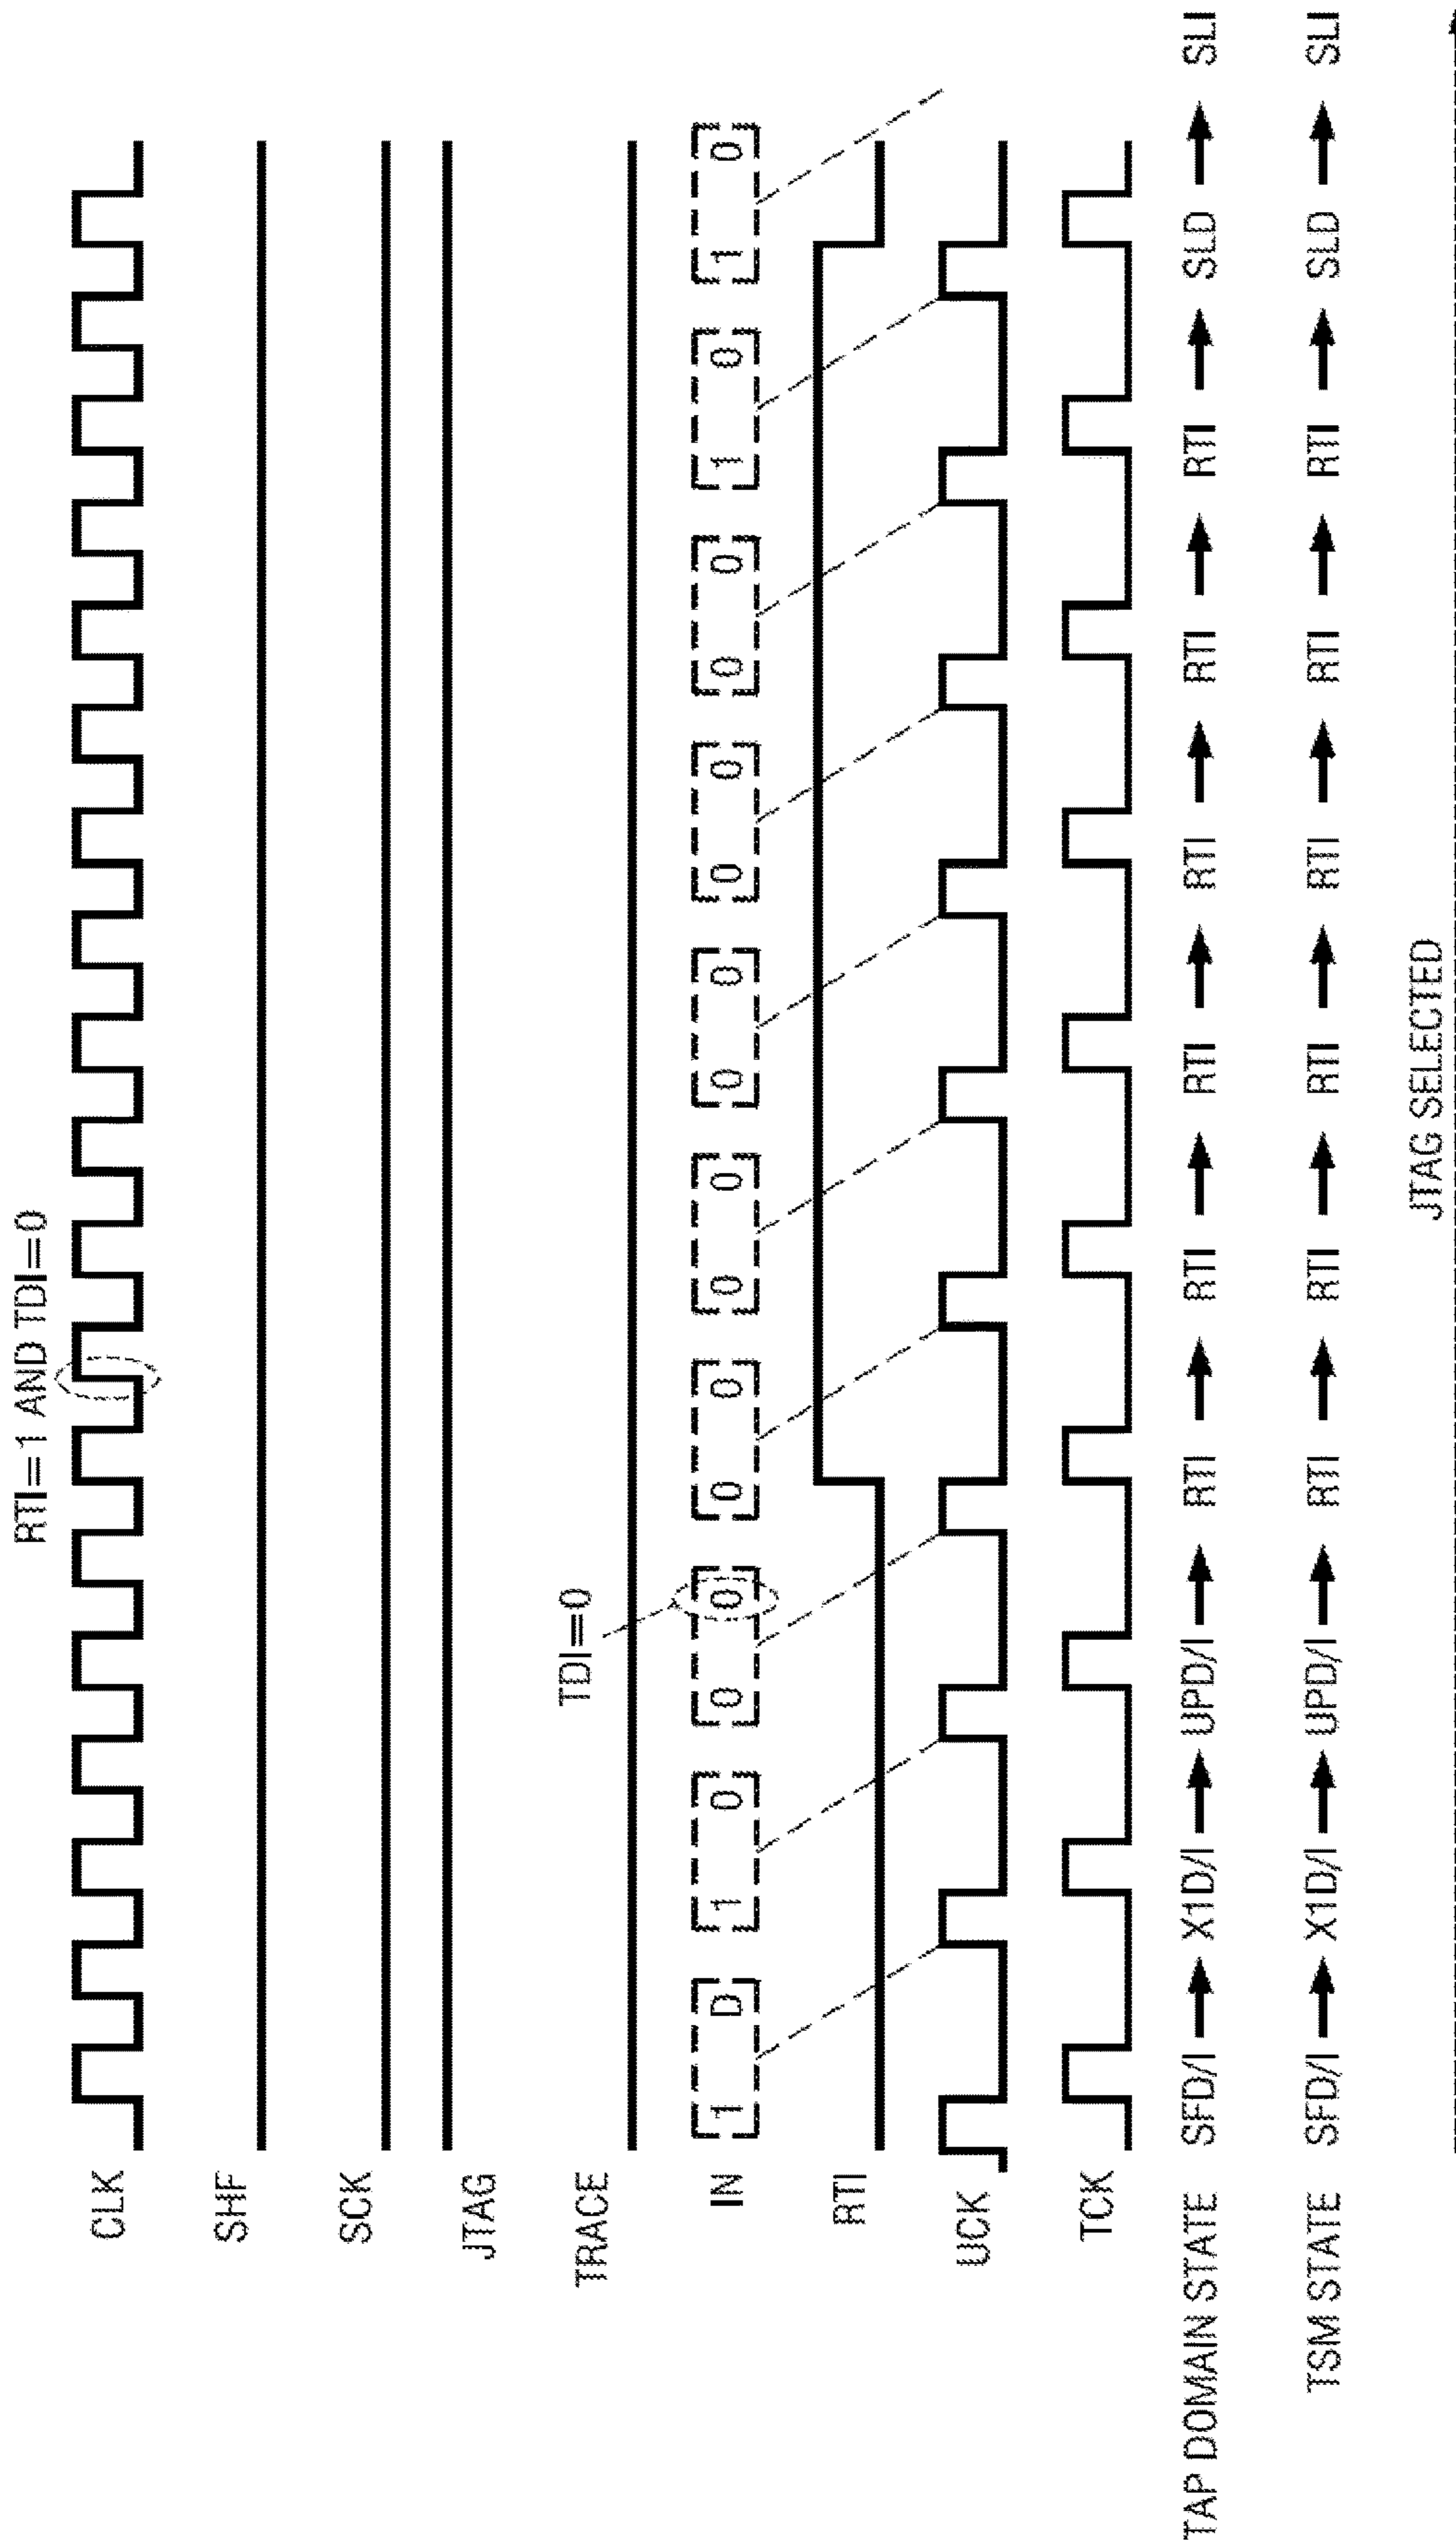 RTI=1 AND TDI=0
CLK
SHF
SCK
JTAG
TDI=0
TRACE
IN 1 D 1 0 0 0 0 0 0 0 0 0 0 0 0 0 1 0 1 0
RTI
UCK
TCK
TAP DOMAIN STATE SFD/I → X1D/I → UPD/I → RTI → RTI → RTI → RTI → RTI → RTI → SLD → SLI
TSM STATE SFD/I → X1D/I → UPD/I → RTI → RTI → RTI → RTI → RTI → RTI → SLD → SLI
JTAG SELECTED